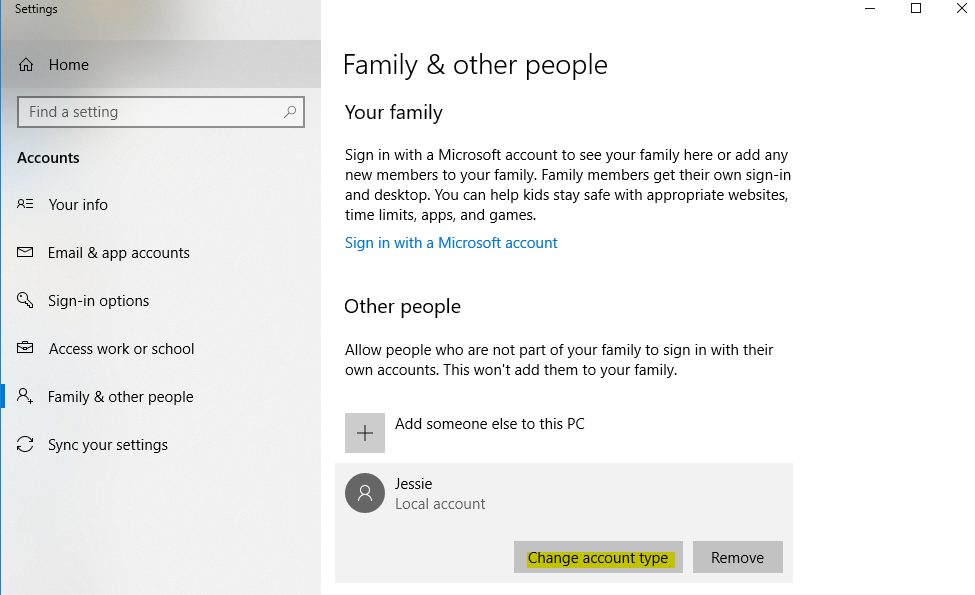 Settings
Home
Find a setting
Accounts
Your info
Email & app accounts
Sign-in options
Access work or school
Family & other people
Sync your settings
Family & other people
Your family
Sign in with a Microsoft account to see your family here or add any
new members to your family. Family members get their own sign-in
and desktop. You can help kids stay safe with appropriate websites,
time limits, apps, and games.
Sign in with a Microsoft account
Other people
Allow people who are not part of your family to sign in with their
own accounts. This won't add them to your family.
Add someone else to this PC
Jessie
Local account
Change account type
Remove